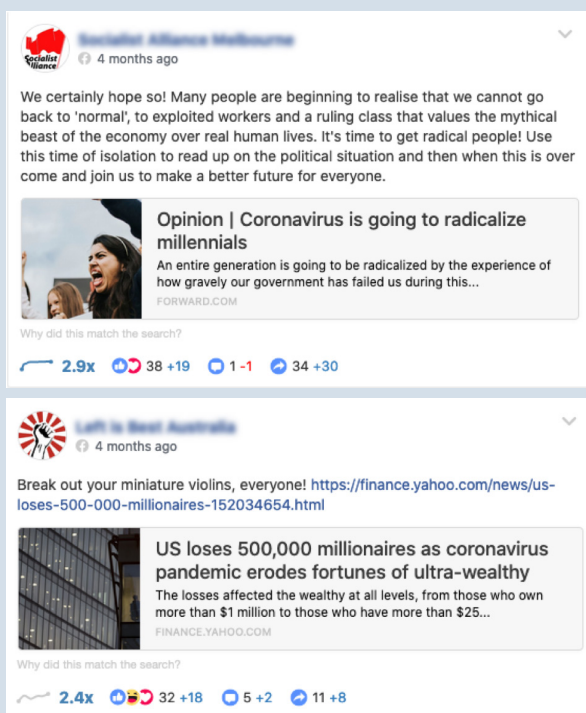 Socialist
Alliance
4 months ago
We certainly hope so! Many people are beginning to realise that we cannot go
back to 'normal', to exploited workers and a ruling class that values the mythical
beast of the economy over real human lives. It's time to get radical people! Use
this time of isolation to read up on the political situation and then when this is over
come and join us to make a better future for everyone.
Opinion | Coronavirus is going to radicalize
millennials
An entire generation is going to be radicalized by the experience of
how gravely our government has failed us during this...
FORWARD.COM
Why did this match the search?
2.9x 38 +19 1 -1 34 +30
4 months ago
Break out your miniature violins, everyone! https://finance.yahoo.com/news/us-
loses-500-000-millionaires-152034654.html
US loses 500,000 millionaires as coronavirus
pandemic erodes fortunes of ultra-wealthy
The losses affected the wealthy at all levels, from those who own
more than $1 million to those who have more than $25...
FINANCE.YAHOO.COM
Why did this match the search?
2.4x 32 +18 5 +2 11 +8